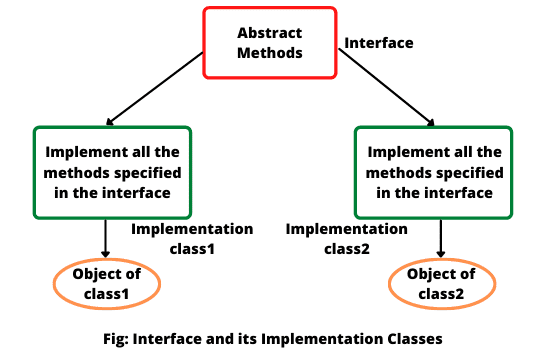 Abstract
Methods
Interface
Implement all the
methods specified
in the interface
Implement all the
methods specified
in the interface
Implementation
class1
Implementation
class2
Object of
class1
Object of
class2
Fig: Interface and its Implementation Classes